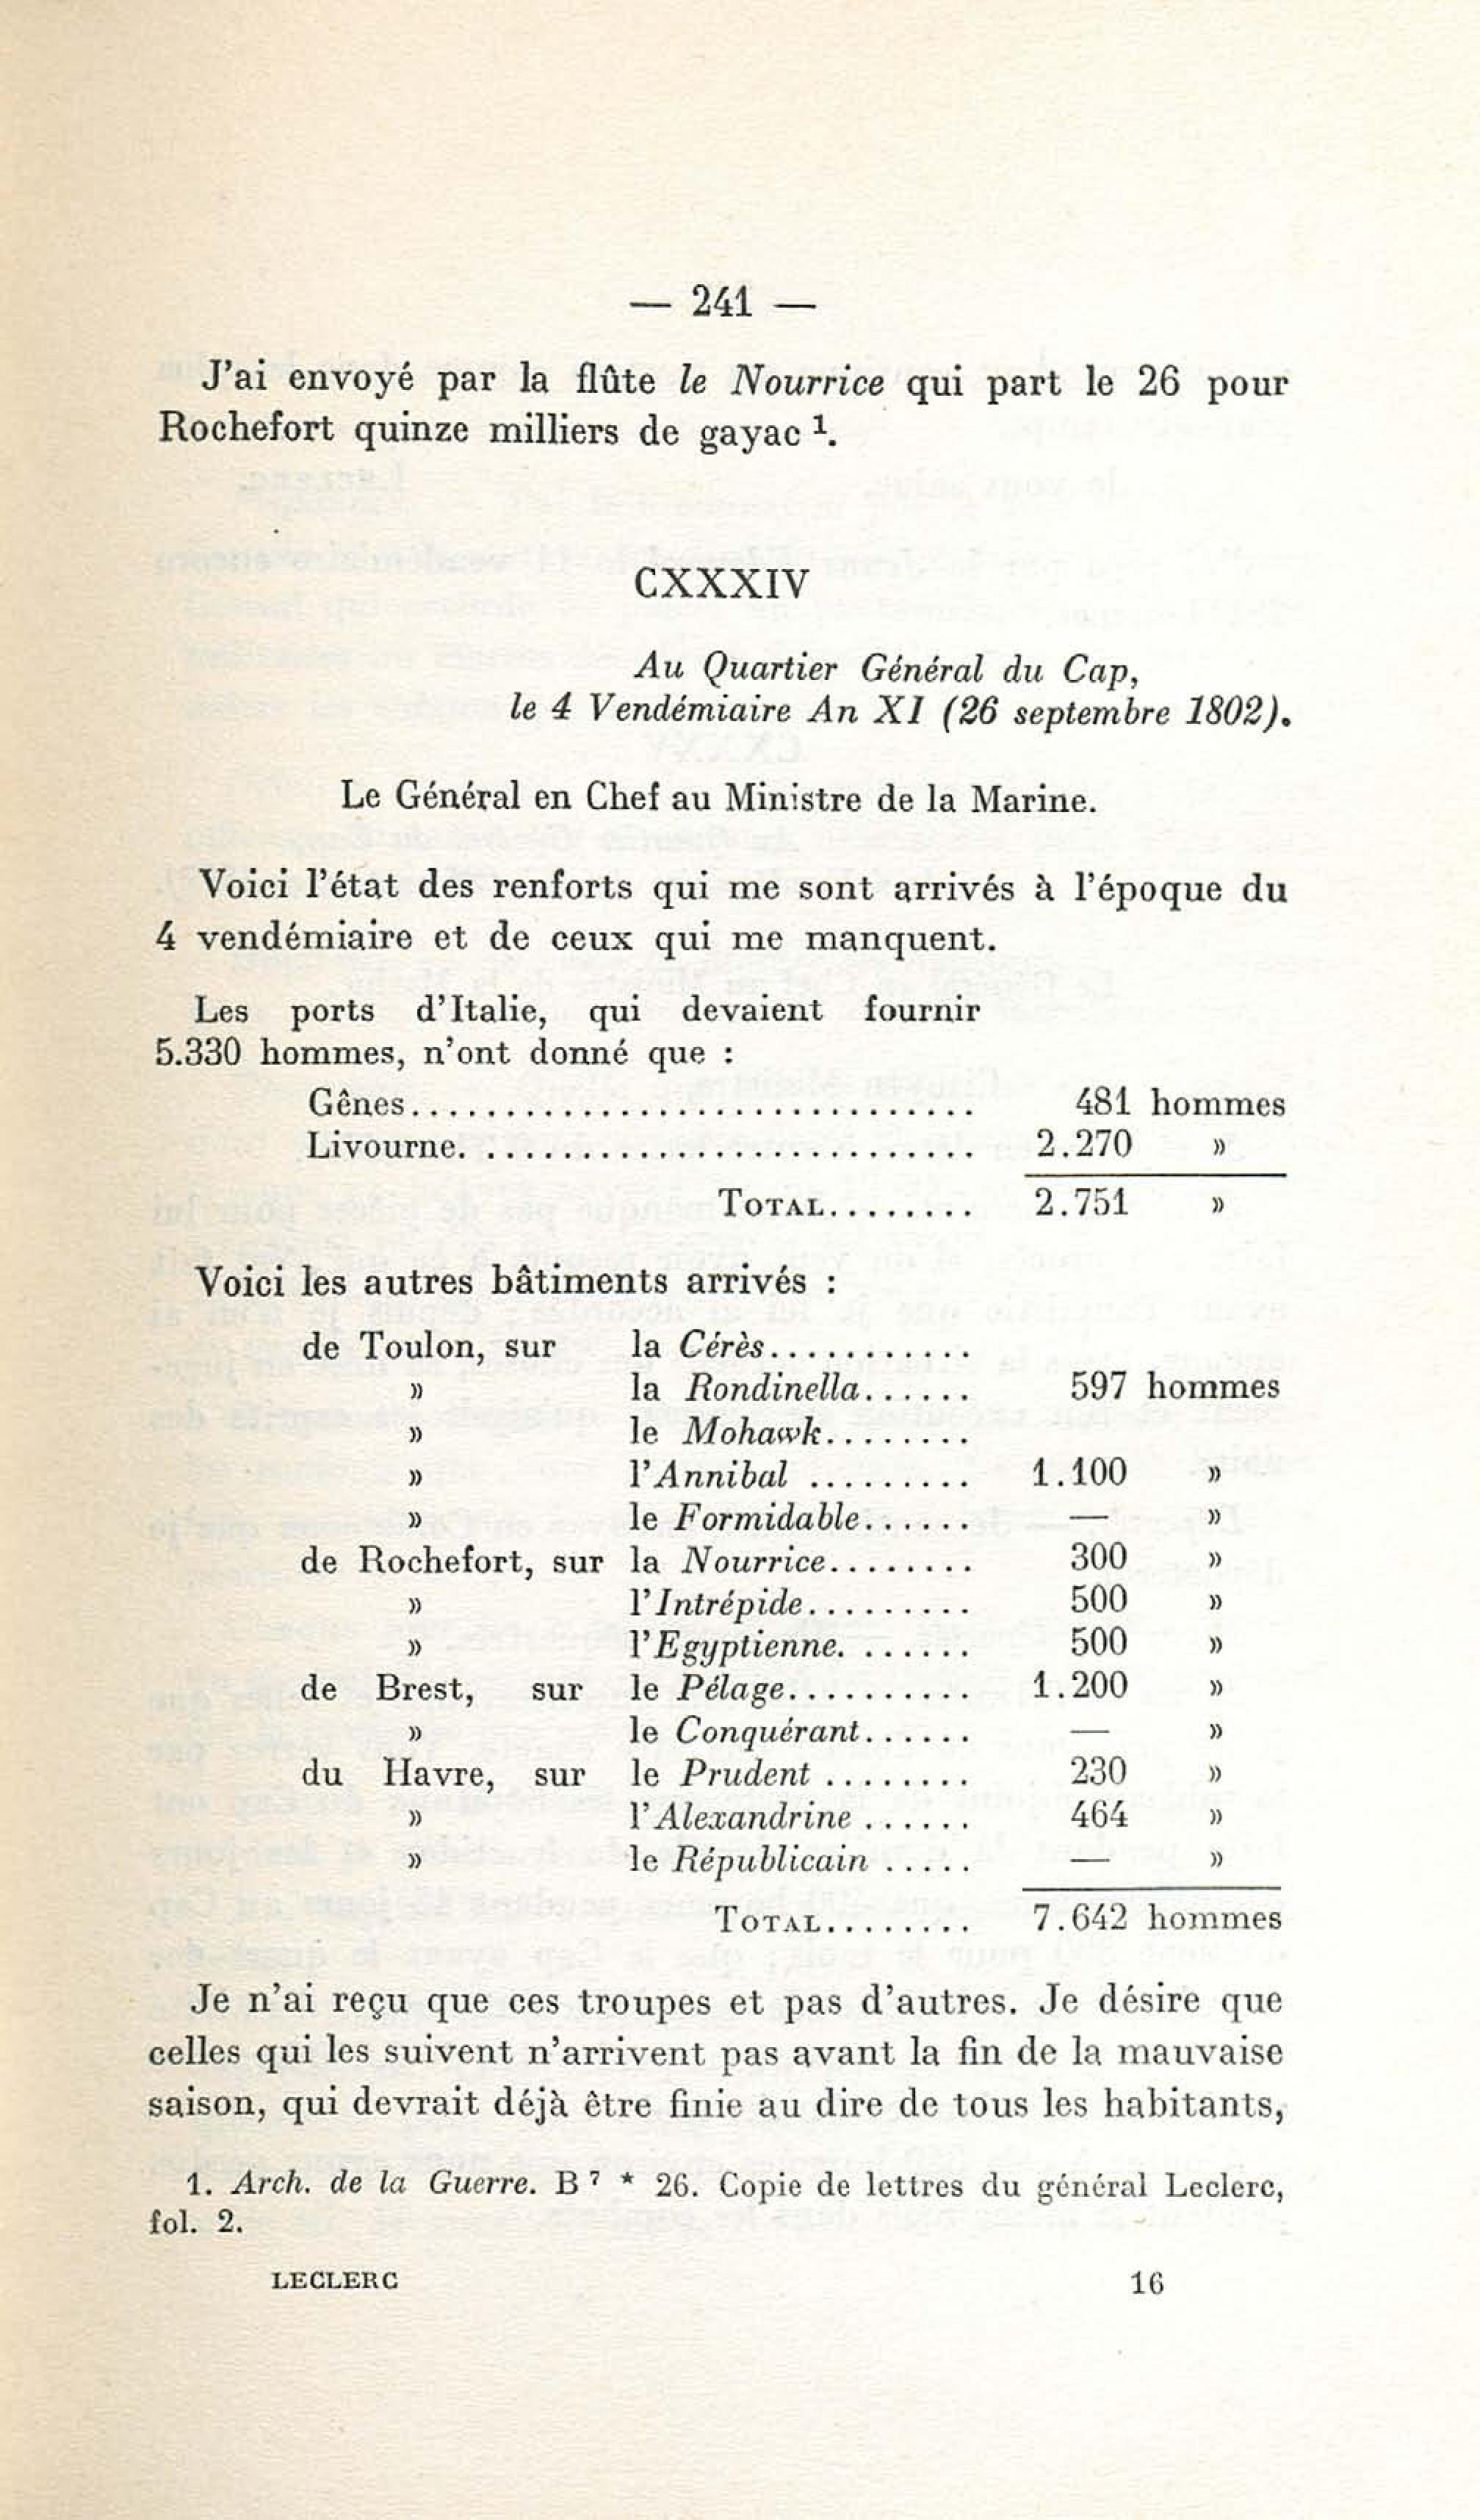 — 241 —
J'ai envoyé par la flûte le Nourrice qui part le 26 pour
Rochefort quinze milliers de gayac ¹.
CXXXIV
Au Quartier Général du Cap,
le 4 Vendémiaire An XI (26 septembre 1802).
Le Général en Chef au Ministre de la Marine.
Voici l'état des renforts qui me sont arrivés à l'époque du
4 vendémiaire et de ceux qui me manquent.
Les ports d'Italie, qui devaient fournir
5.330 hommes, n'ont donné que :
Gênes.............................. 481 hommes
Livourne........................... 2.270 »
TOTAL........ 2.751 »
Voici les autres bâtiments arrivés :
de Toulon, sur la Cérès...........
» la Rondinella...... 597 hommes
» le Mohawk........
» l'Annibal ......... 1.100 »
» le Formidable...... — »
de Rochefort, sur la Nourrice........ 300 »
» l'Intrépide......... 500 »
» l'Egyptienne....... 500 »
de Brest, sur le Pélage.......... 1.200 »
» le Conquérant...... — »
du Havre, sur le Prudent ........ 230 »
» l'Alexandrine ...... 464 »
» le Républicain ..... — »
TOTAL........ 7.642 hommes
Je n'ai reçu que ces troupes et pas d'autres. Je désire que
celles qui les suivent n'arrivent pas avant la fin de la mauvaise
saison, qui devrait déjà être finie au dire de tous les habitants,
1. Arch. de la Guerre. B ⁷ * 26. Copie de lettres du général Leclerc,
fol. 2.
LECLERC 16